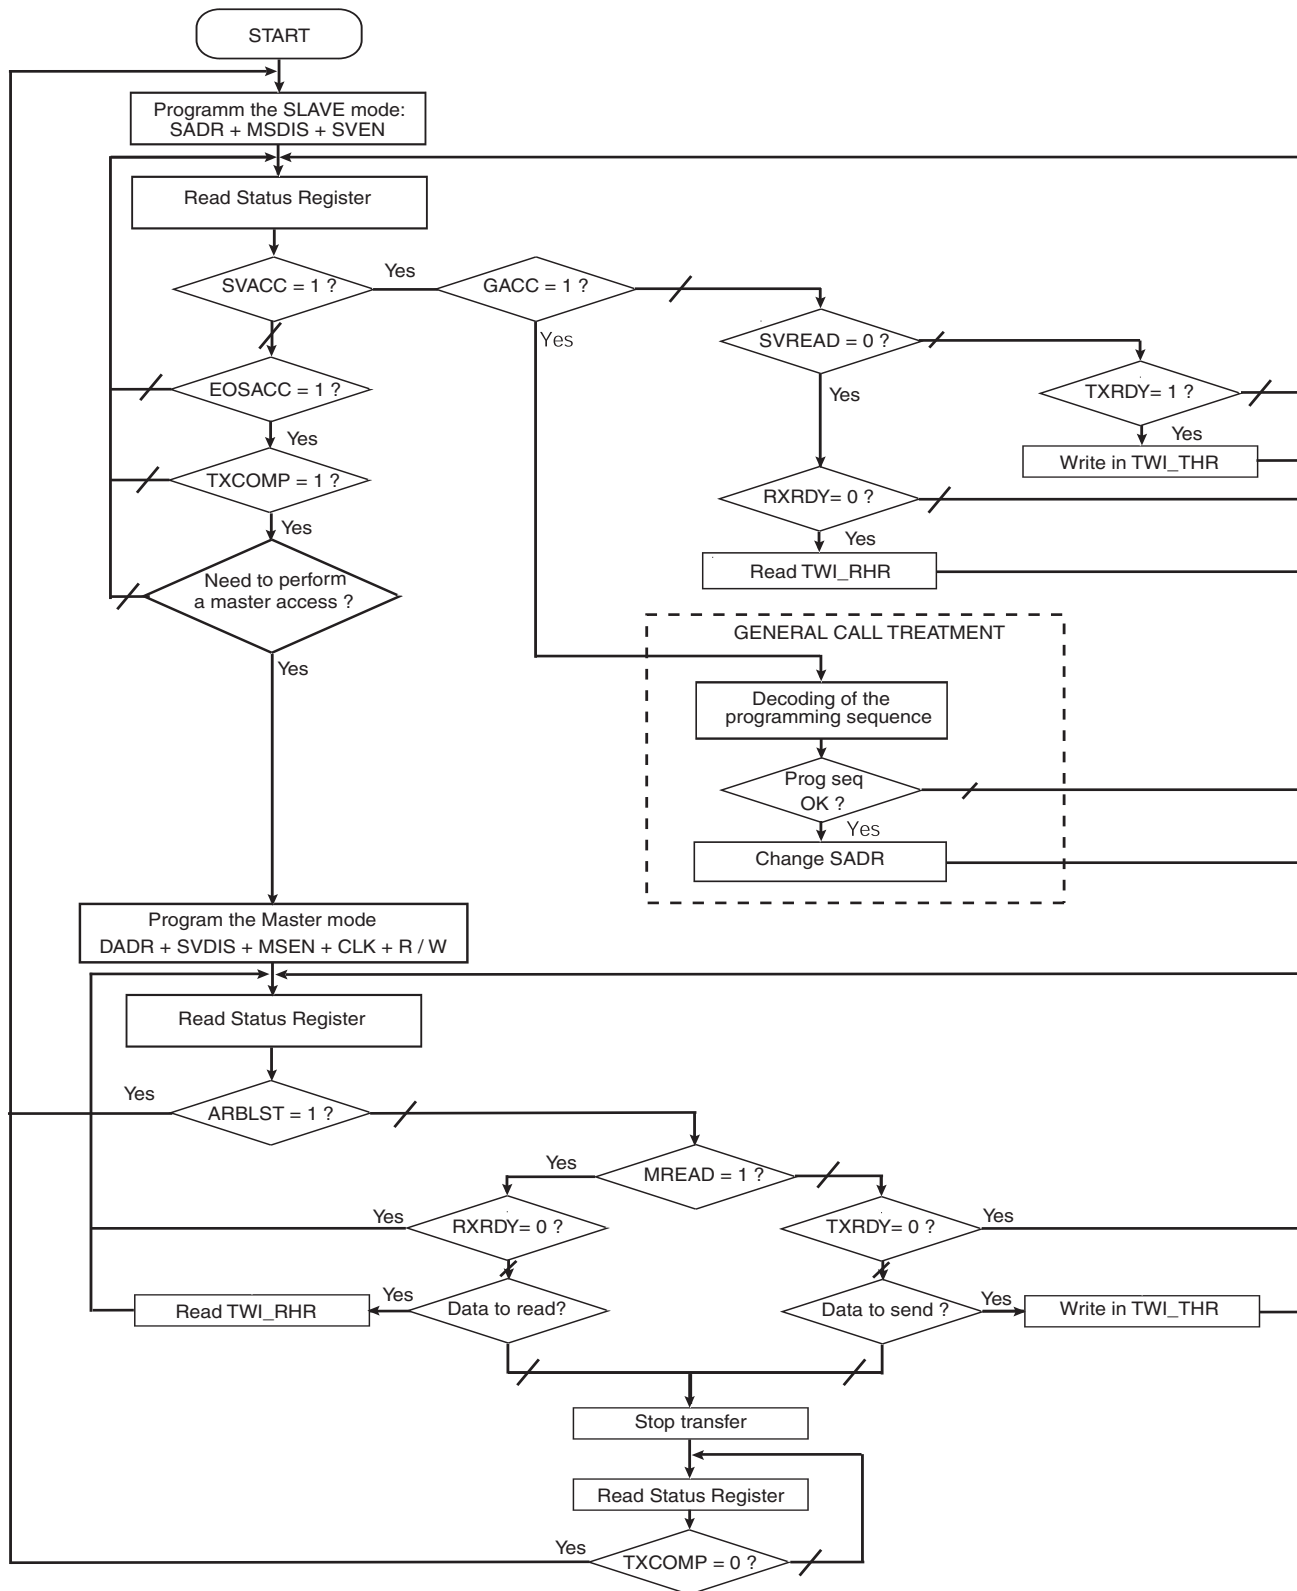 START
Programm the SLAVE mode:
SADR + MSDIS + SVEN
Read Status Register
SVACC = 1 ?
Yes
GACC = 1 ?
Yes
SVREAD = 0 ?
Yes
EOSACC = 1 ?
Yes
TXRDY= 1 ?
Yes
Write in TWI_THR
TXCOMP = 1 ?
Yes
RXRDY= 0 ?
Yes
Read TWI_RHR
Need to perform
a master access ?
Yes
GENERAL CALL TREATMENT
Decoding of the
programming sequence
Prog seq
OK ?
Yes
Change SADR
Program the Master mode
DADR + SVDIS + MSEN + CLK + R / W
Read Status Register
Yes
ARBLST = 1 ?
Yes
MREAD = 1 ?
Yes
RXRDY= 0 ?
TXRDY= 0 ?
Yes
Read TWI_RHR
Yes
Data to read?
Data to send ?
Yes
Write in TWI_THR
Stop transfer
Read Status Register
Yes
TXCOMP = 0 ?